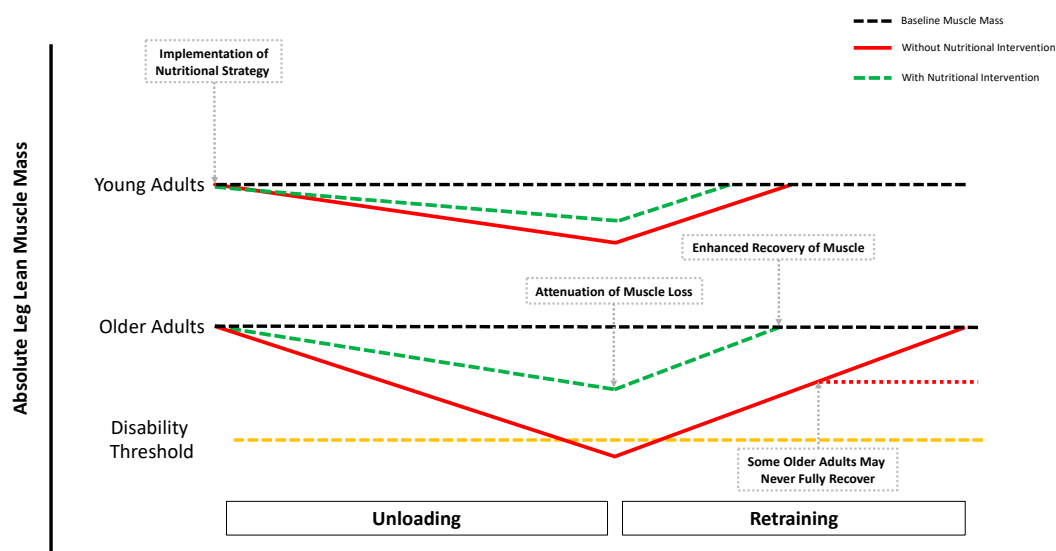 Baseline Muscle Mass
Without Nutritional Intervention
With Nutritional Intervention
Implementation of
Nutritional Strategy
Absolute Leg Lean Muscle Mass
Young Adults
Enhanced Recovery of Muscle
Attenuation of Muscle Loss
Older Adults
Disability
Threshold
Some Older Adults May
Never Fully Recover
Unloading
Retraining